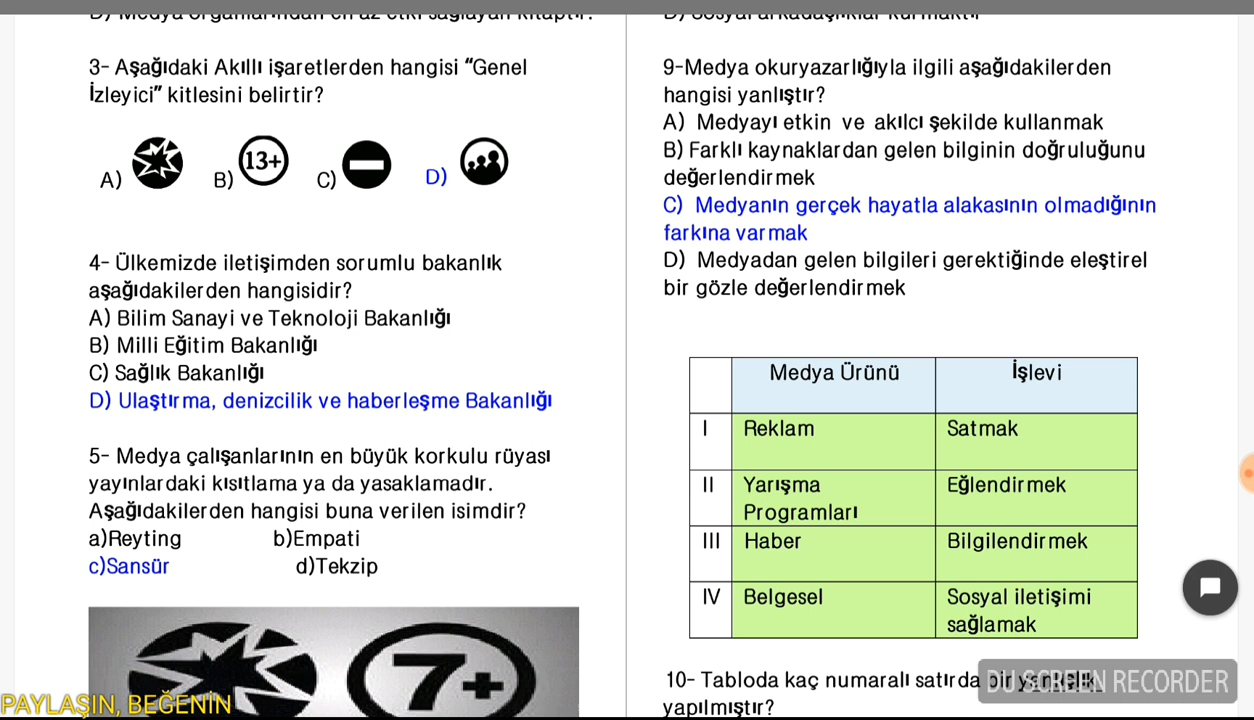 3- Aşağıdaki Akıllı işaretlerden hangisi “Genel
İzleyici” kitlesini belirtir?
A) B) 13+ C) D)
4- Ülkemizde iletişimden sorumlu bakanlık
aşağıdakilerden hangisidir?
A) Bilim Sanayi ve Teknoloji Bakanlığı
B) Milli Eğitim Bakanlığı
C) Sağlık Bakanlığı
D) Ulaştırma, denizcilik ve haberleşme Bakanlığı
5- Medya çalışanlarının en büyük korkulu rüyası
yayınlardaki kısıtlama ya da yasaklamadır.
Aşağıdakilerden hangisi buna verilen isimdir?
a)Reyting b)Empati
c)Sansür d)Tekzip
7+
PAYLAŞIN, BEĞENİN
9-Medya okuryazarlığıyla ilgili aşağıdakilerden
hangisi yanlıştır?
A) Medyayı etkin ve akılcı şekilde kullanmak
B) Farklı kaynaklardan gelen bilginin doğruluğunu
değerlendirmek
C) Medyanın gerçek hayatla alakasının olmadığının
farkına varmak
D) Medyadan gelen bilgileri gerektiğinde eleştirel
bir gözle değerlendirmek
Medya Ürünü İşlevi
I Reklam Satmak
II Yarışma Programları Eğlendirmek
III Haber Bilgilendirmek
IV Belgesel Sosyal iletişimi
sağlamak
10- Tabloda kaç numaralı satırda bir yanlışlık
yapılmıştır?
DU SCREEN RECORDER